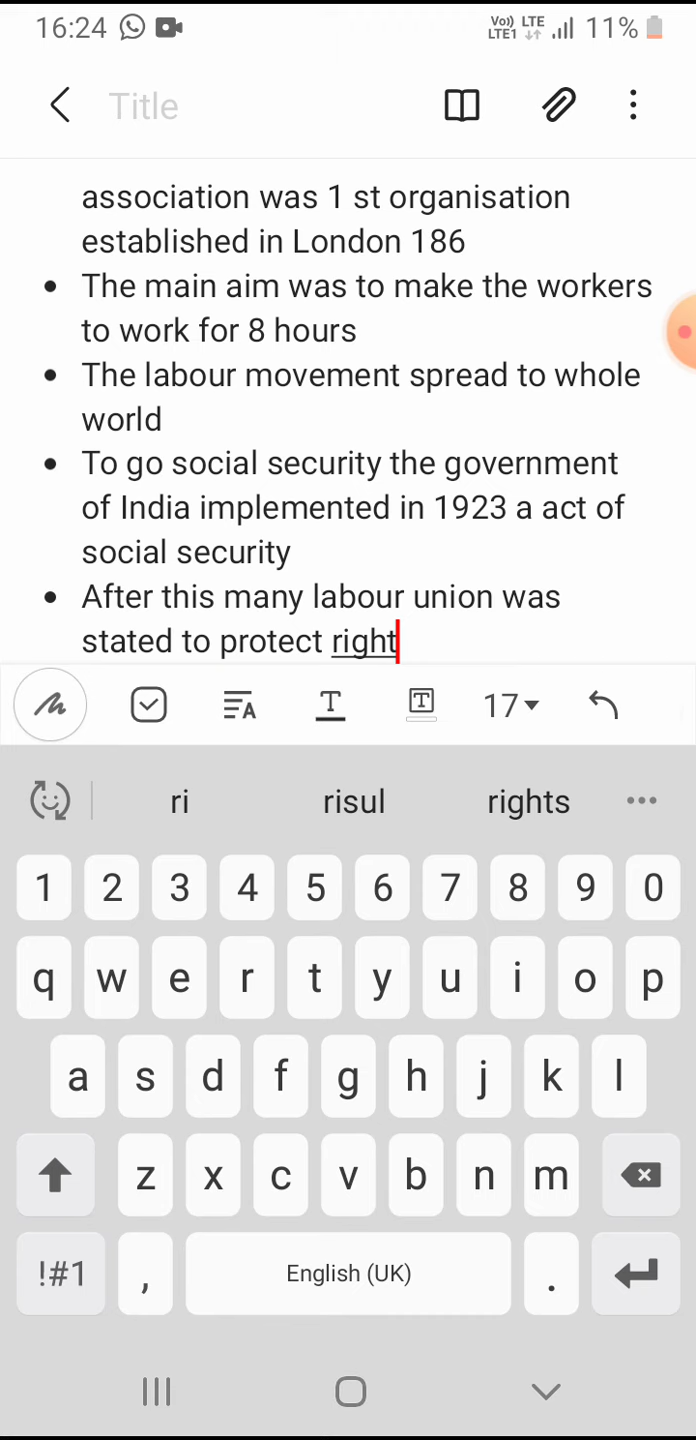 16:24
Vo)) LTE
LTE1
11%
Title
association was 1 st organisation
established in London 186
• The main aim was to make the workers
to work for 8 hours
• The labour movement spread to whole
world
• To go social security the government
of India implemented in 1923 a act of
social security
• After this many labour union was
stated to protect right
17
ri risul rights
1 2 3 4 5 6 7 8 9 0
q w e r t y u i o p
a s d f g h j k l
z x c v b n m
!#1 , English (UK) .